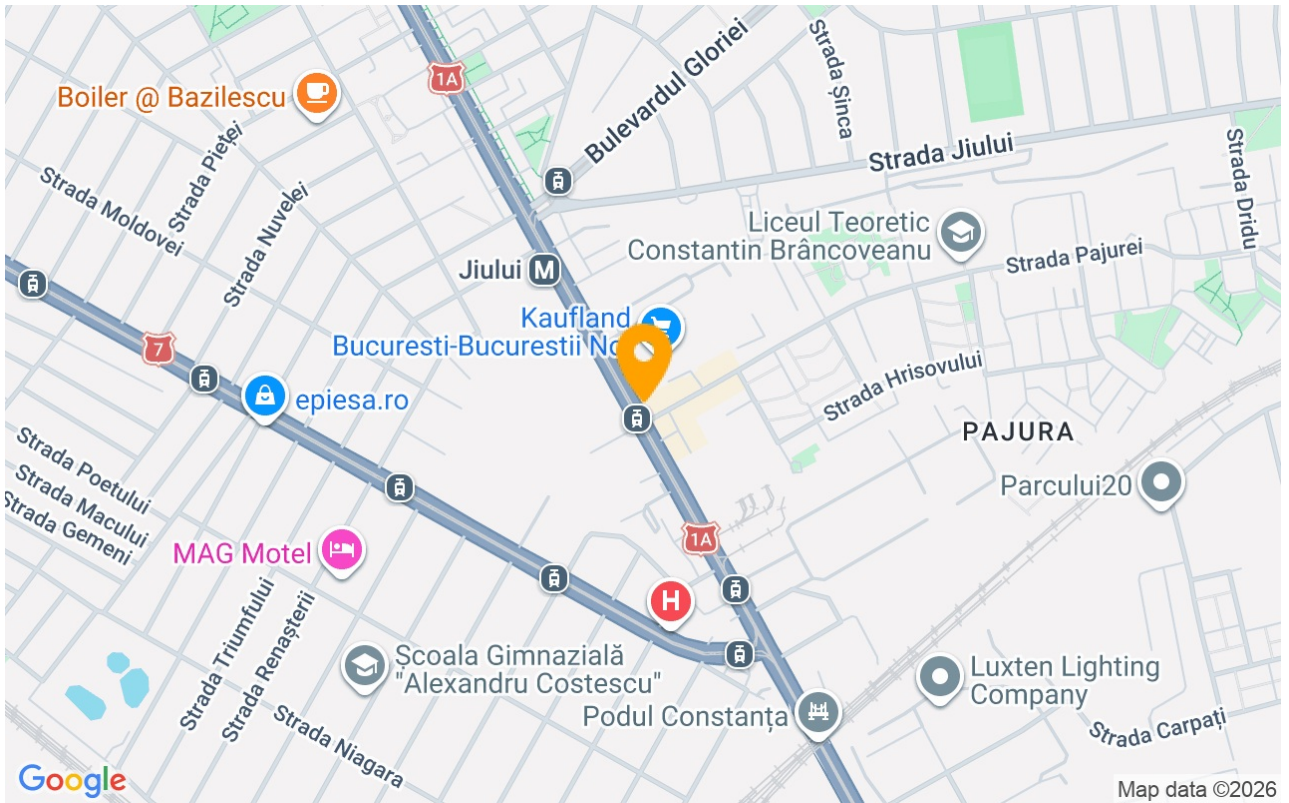 1A
Boiler @ Bazilescu
Strada Pieței
Strada Moldovei
Strada Nuvelei
Bulevardul Gloriei
Strada Șinca
Strada Jiului
Strada Dridu
Liceul Teoretic
Constantin Brâncoveanu
Strada Pajurei
Jiului M
Kaufland
Bucuresti-Bucurestii No
7
epiesa.ro
Strada Hrisovului
PAJURA
Strada Poetului
Strada Macului
Strada Gemeni
MAG Motel
Parcului20
1A
H
Strada Triumfului
Strada Renașterii
Școala Gimnazială
"Alexandru Costescu"
Luxten Lighting
Company
Podul Constanța
Strada Carpați
Strada Niagara
Google
Map data ©2026